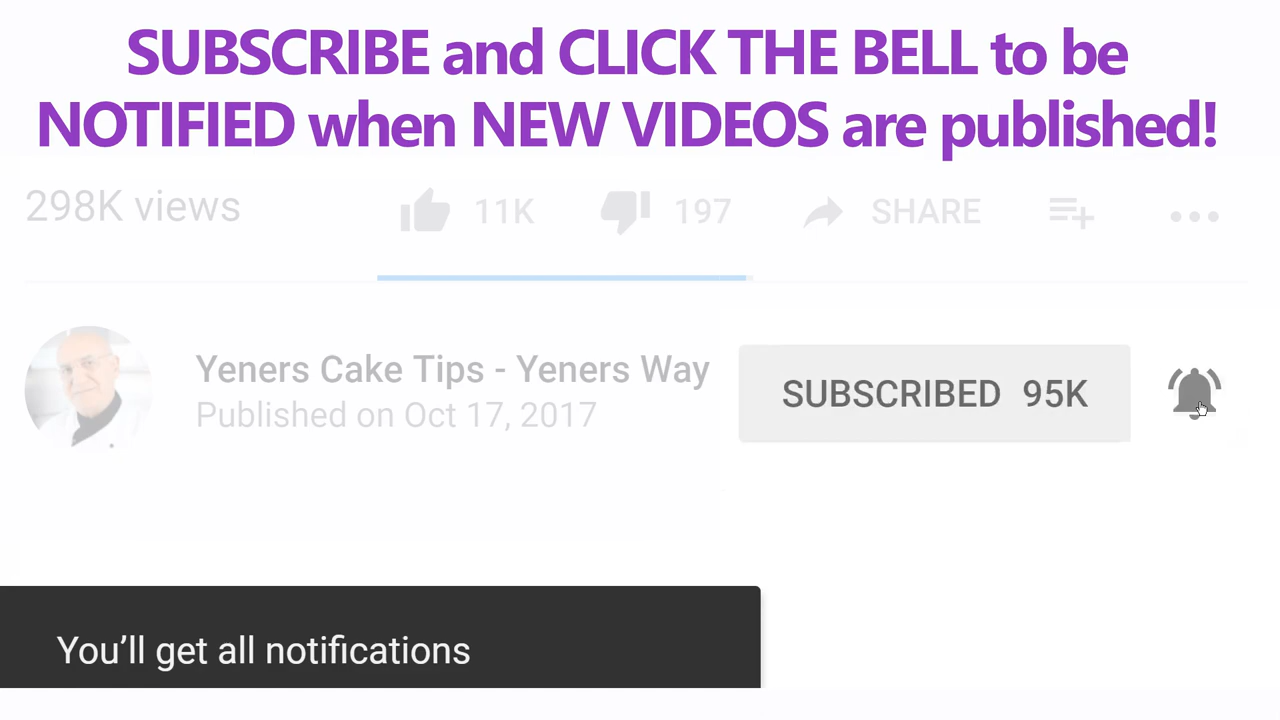 SUBSCRIBE and CLICK THE BELL to be
NOTIFIED when NEW VIDEOS are published!
298K views 11K 197 SHARE
Yeners Cake Tips - Yeners Way
Published on Oct 17, 2017
SUBSCRIBED 95K
You’ll get all notifications